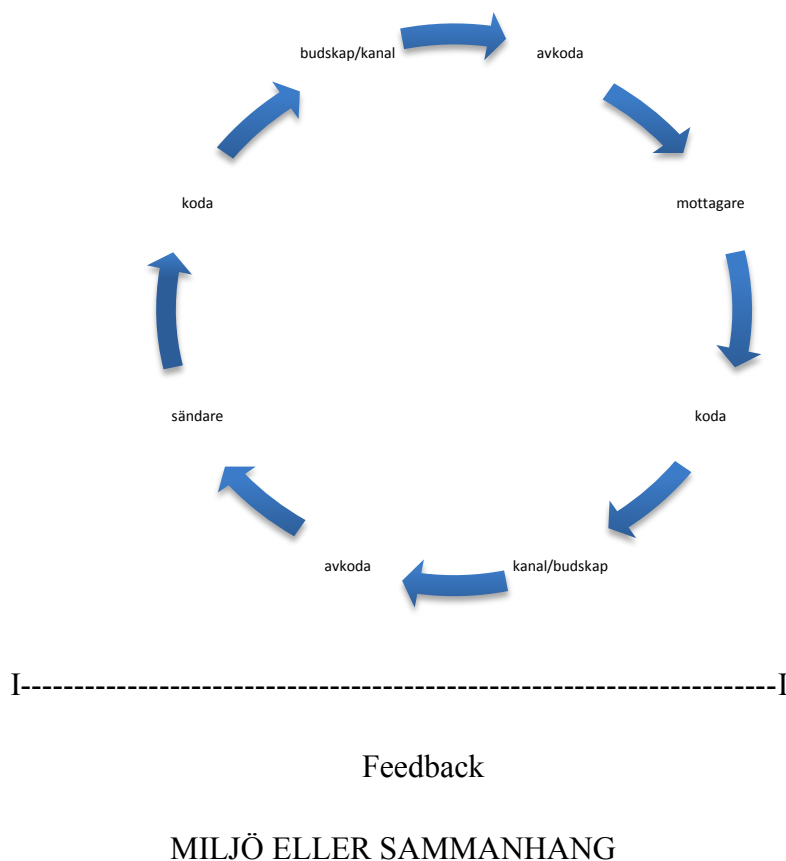 budskap/kanal avkoda
koda mottagare
sändare koda
avkoda kanal/budskap
I------------------------------------------------------------------------I
Feedback
MILJÖ ELLER SAMMANHANG